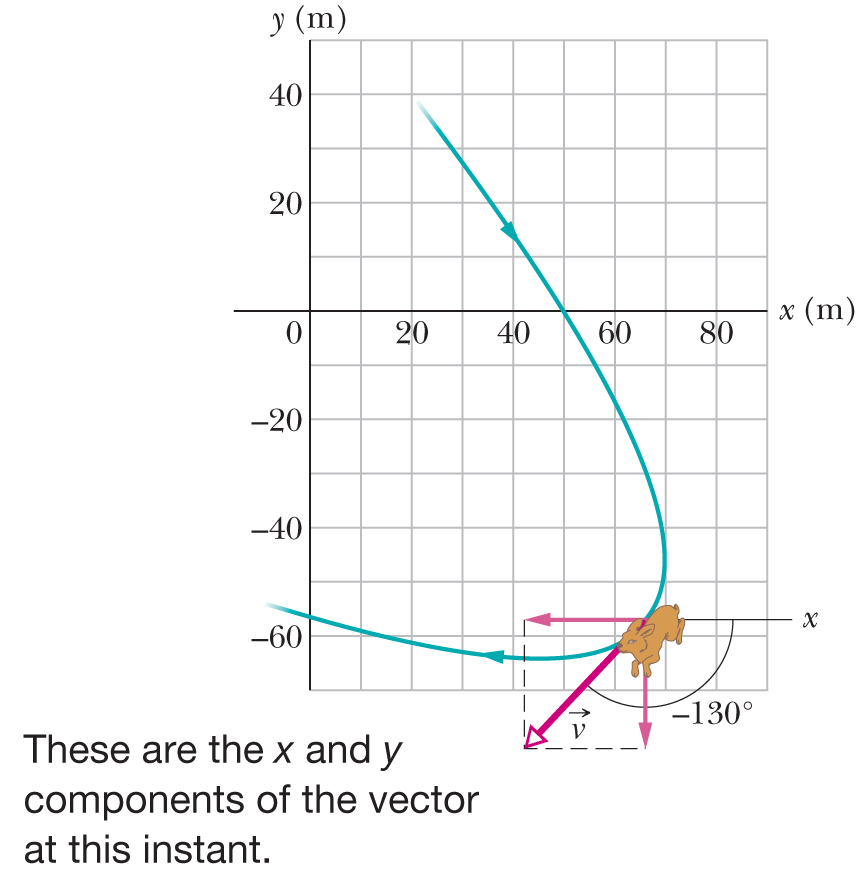 y (m)
40
20
x (m)
0 20 40 60 80
–20
–40
x
–60
–130°
v
These are the x and y
components of the vector
at this instant.